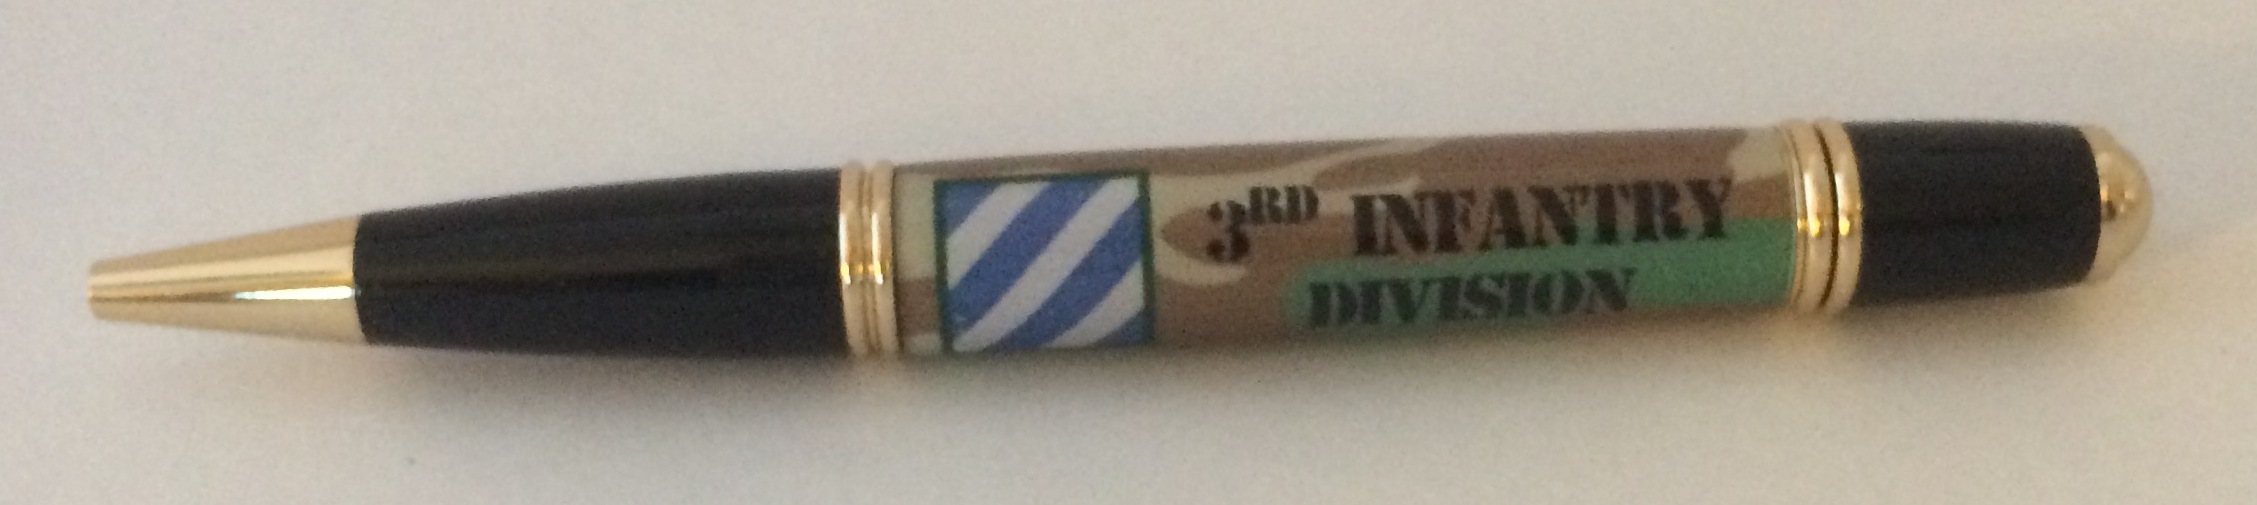 3RD INFANTRY
DIVISION